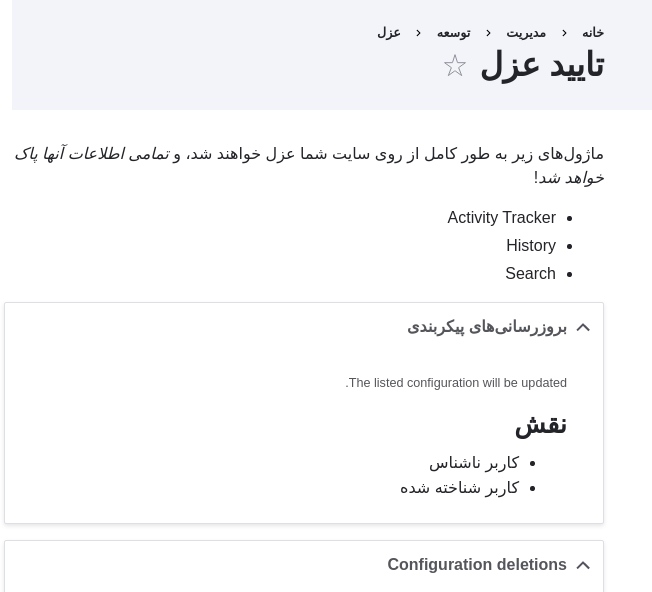 خانه › مدیریت › توسعه › عزل
تایید عزل ☆
ماژول‌های زیر به طور کامل از روی سایت شما عزل خواهند شد، و تمامی اطلاعات آنها پاک
خواهد شد!
Activity Tracker
History
Search
بروزرسانی‌های پیکربندی
The listed configuration will be updated.
نقش
کاربر ناشناس
کاربر شناخته شده
Configuration deletions